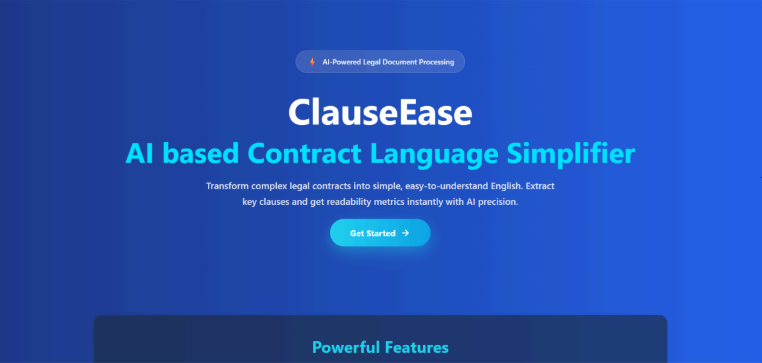 AI-Powered Legal Document Processing
ClauseEase
AI based Contract Language Simplifier
Transform complex legal contracts into simple, easy-to-understand English. Extract
key clauses and get readability metrics instantly with AI precision.
Get Started →
Powerful Features